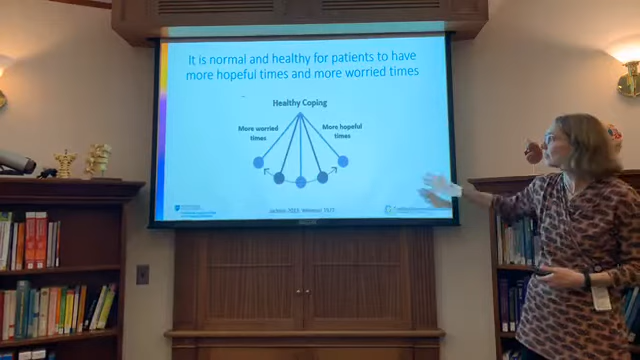 It is normal and healthy for patients to have
more hopeful times and more worried times
Healthy Coping
More worried
times
More hopeful
times